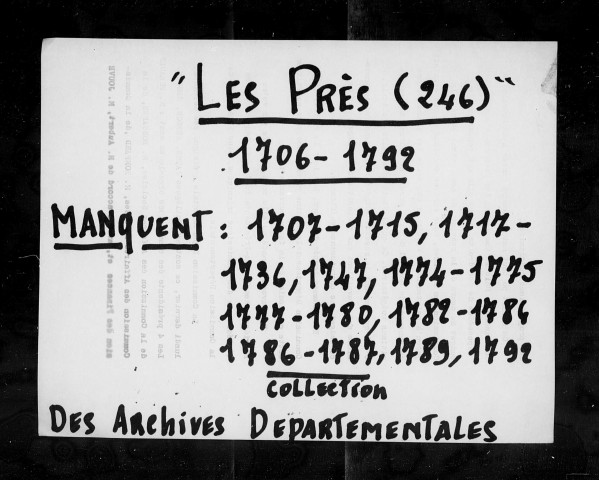 "LES PRÈS (246)"
1706-1792
MANQUENT: 1707-1715, 1717-
1736, 1747, 1774-1775
1777-1780, 1782-1786
1786-1787, 1789, 1792
COLLECTION
DES ARCHIVES DEPARTEMENTALES